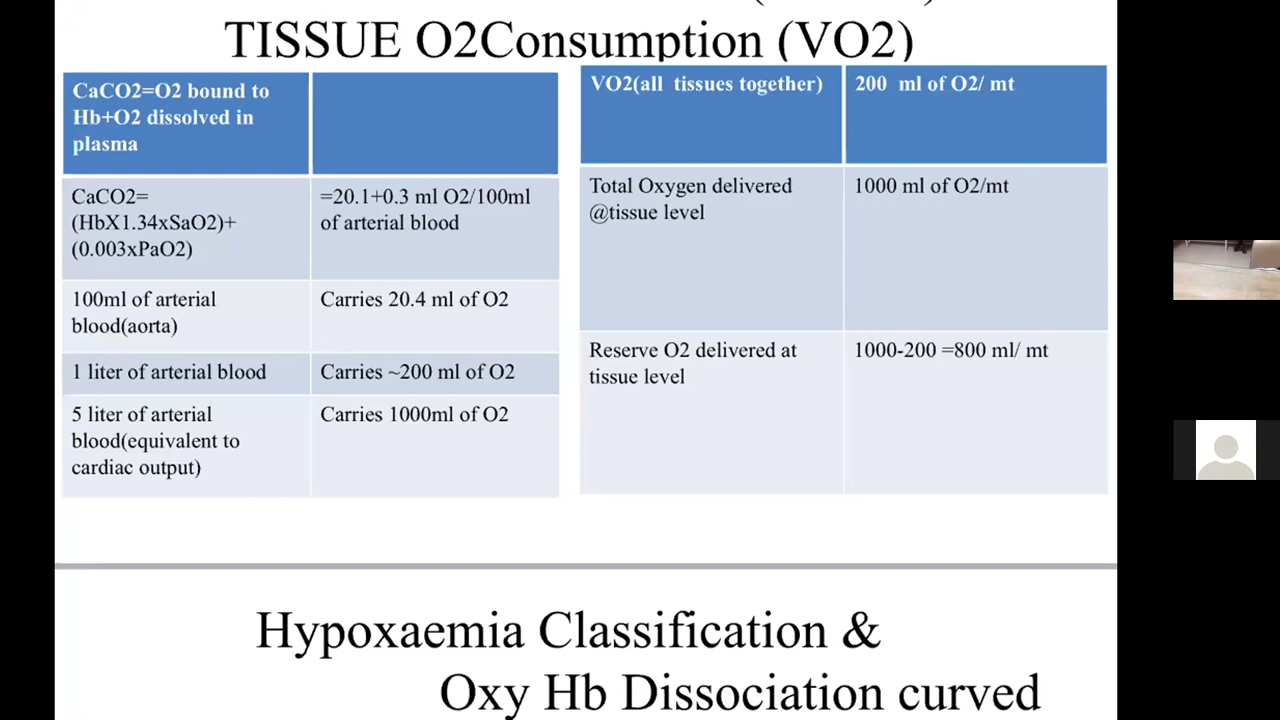 TISSUE O2Consumption (VO2)
CaCO2=O2 bound to
Hb+O2 dissolved in
plasma
CaCO2=
(HbX1.34xSaO2)+
(0.003xPaO2)
=20.1+0.3 ml O2/100ml
of arterial blood
100ml of arterial
blood(aorta)
Carries 20.4 ml of O2
1 liter of arterial blood
Carries ~200 ml of O2
5 liter of arterial
blood(equivalent to
cardiac output)
Carries 1000ml of O2
VO2(all tissues together)
200 ml of O2/ mt
Total Oxygen delivered
@tissue level
1000 ml of O2/mt
Reserve O2 delivered at
tissue level
1000-200 =800 ml/ mt
Hypoxaemia Classification &
Oxy Hb Dissociation curved